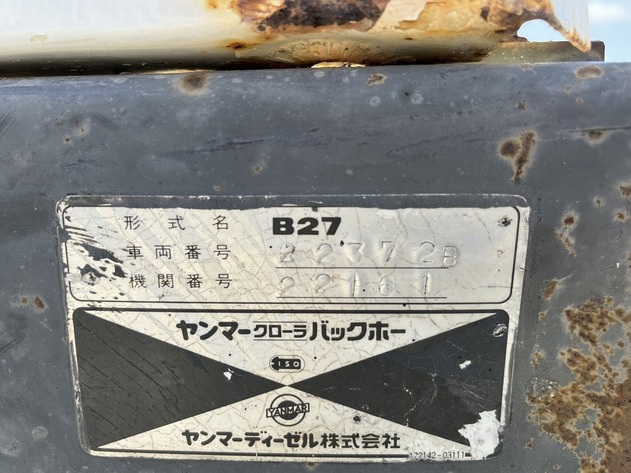 形式名 B27
車両番号 22372B
機関番号 22161
ヤンマークローラバックホー
ISO
YANMAR
ヤンマーディーゼル株式会社
172142-03111